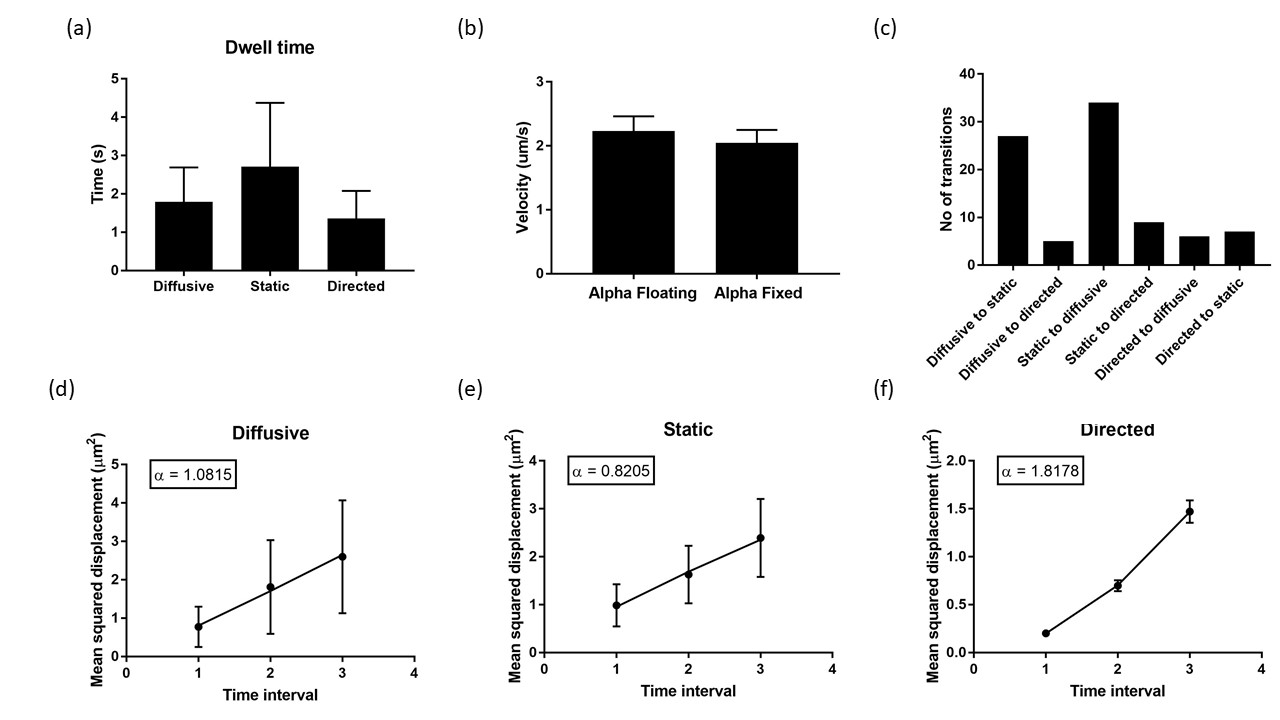 (a)
Dwell time
Time (s)
5
4
3
2
1
0
Diffusive Static Directed
(b)
Velocity (um/s)
3
2
1
0
Alpha Floating Alpha Fixed
(c)
No of transitions
40
30
20
10
0
Diffusive to static
Diffusive to directed
Static to diffusive
Static to directed
Directed to diffusive
Directed to static
(d)
Diffusive
α = 1.0815
Mean squared displacement (μm²)
5
4
3
2
1
0
0 1 2 3 4
Time interval
(e)
Static
α = 0.8205
Mean squared displacement (μm²)
4
3
2
1
0
0 1 2 3 4
Time interval
(f)
Directed
α = 1.8178
Mean squared displacement (μm²)
2.0
1.5
1.0
0.5
0.0
0 1 2 3 4
Time interval